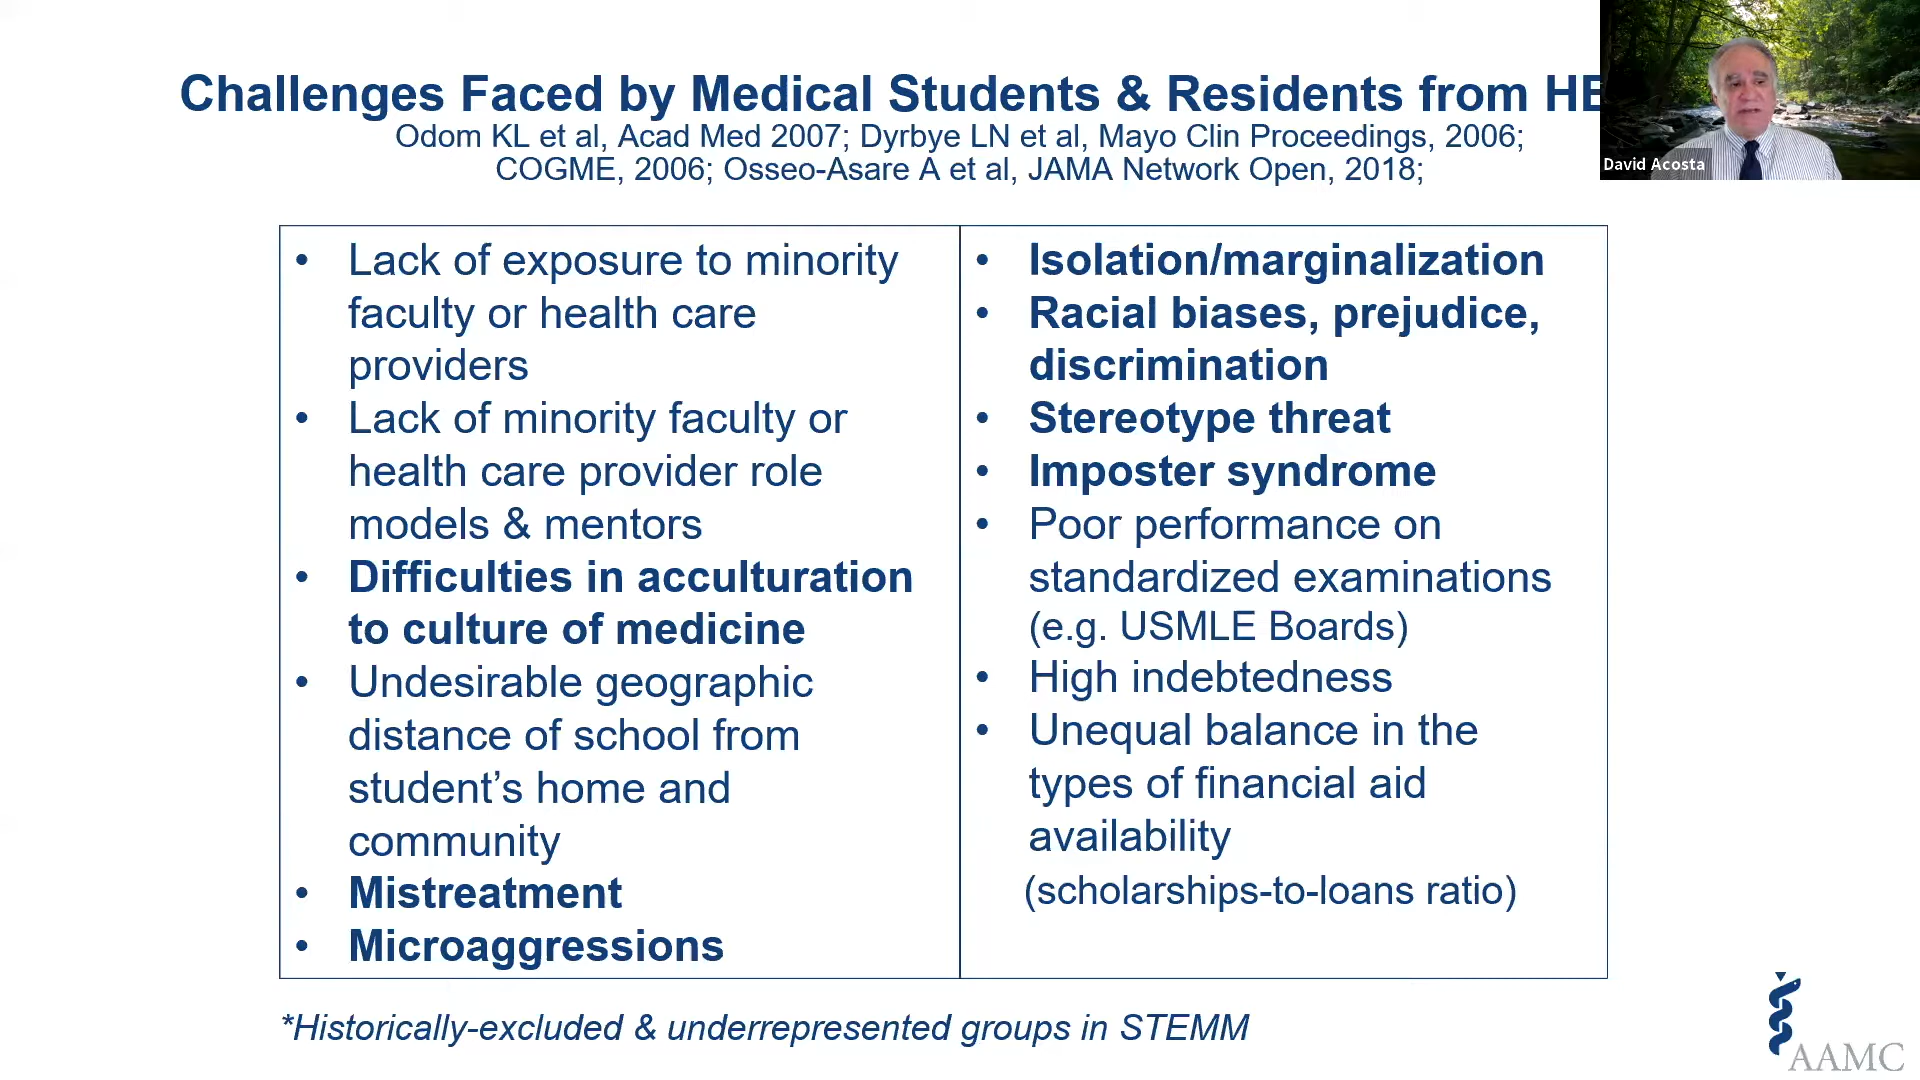 Challenges Faced by Medical Students & Residents from HE
Odom KL et al, Acad Med 2007; Dyrbye LN et al, Mayo Clin Proceedings, 2006;
COGME, 2006; Osseo-Asare A et al, JAMA Network Open, 2018;
David Acosta
• Lack of exposure to minority
faculty or health care
providers
• Lack of minority faculty or
health care provider role
models & mentors
• Difficulties in acculturation
to culture of medicine
• Undesirable geographic
distance of school from
student’s home and
community
• Mistreatment
• Microaggressions
• Isolation/marginalization
• Racial biases, prejudice,
discrimination
• Stereotype threat
• Imposter syndrome
• Poor performance on
standardized examinations
(e.g. USMLE Boards)
• High indebtedness
• Unequal balance in the
types of financial aid
availability
(scholarships-to-loans ratio)
*Historically-excluded & underrepresented groups in STEMM
AAMC